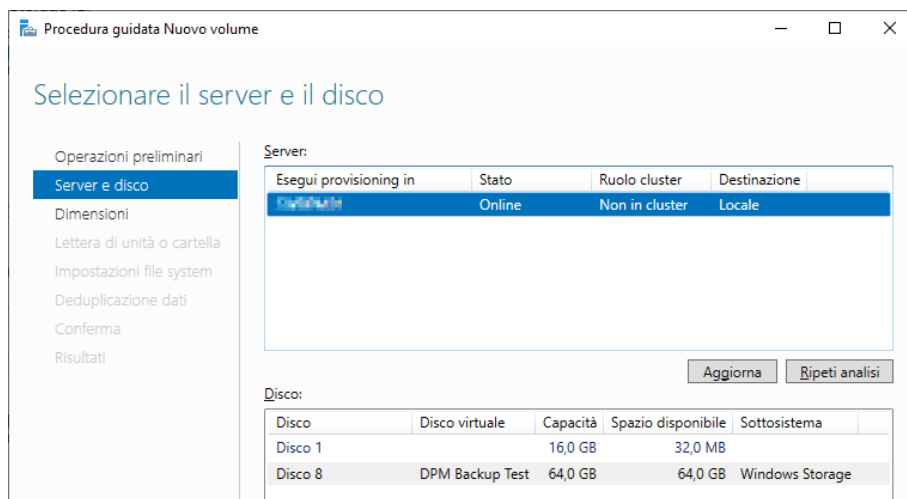 Procedura guidata Nuovo volume
Selezionare il server e il disco
Operazioni preliminari
Server e disco
Dimensioni
Lettera di unità o cartella
Impostazioni file system
Deduplicazione dati
Conferma
Risultati
Server:
Esegui provisioning in Stato Ruolo cluster Destinazione
Online Non in cluster Locale
Aggiorna Ripeti analisi
Disco:
Disco Disco virtuale Capacità Spazio disponibile Sottosistema
Disco 1 16,0 GB 32,0 MB
Disco 8 DPM Backup Test 64,0 GB 64,0 GB Windows Storage